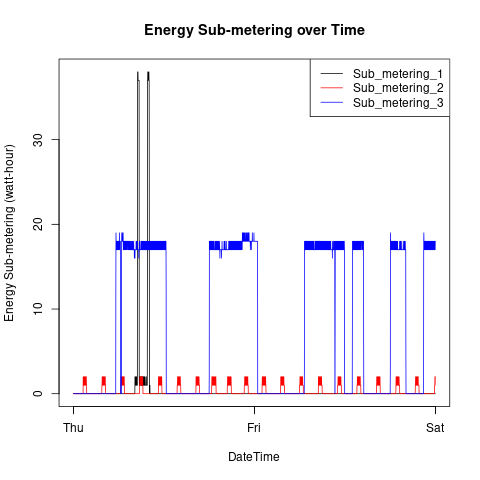 Energy Sub-metering over Time
Sub_metering_1
Sub_metering_2
Sub_metering_3
Energy Sub-metering (watt-hour)
30
20
10
0
Thu Fri Sat
DateTime